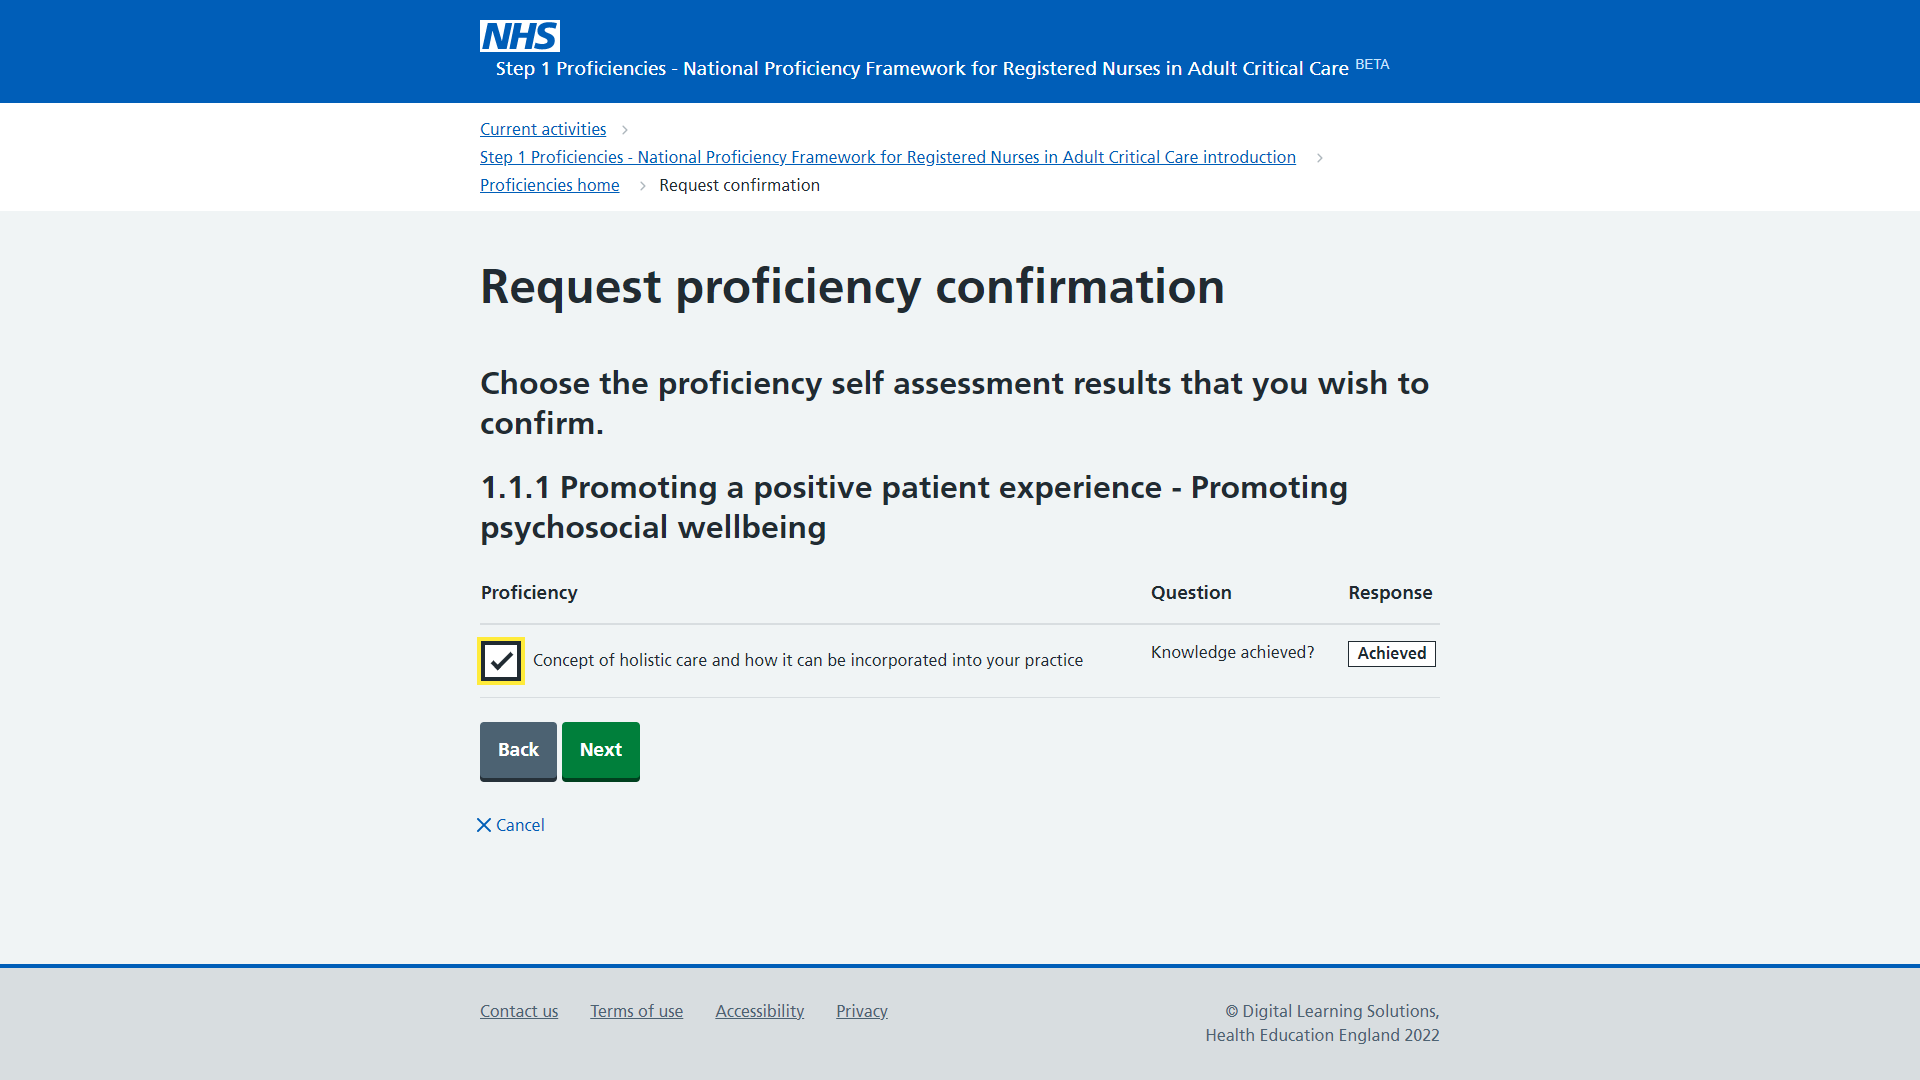 NHS
Step 1 Proficiencies - National Proficiency Framework for Registered Nurses in Adult Critical Care BETA
Current activities
Step 1 Proficiencies - National Proficiency Framework for Registered Nurses in Adult Critical Care introduction
Proficiencies home Request confirmation
Request proficiency confirmation
Choose the proficiency self assessment results that you wish to
confirm.
1.1.1 Promoting a positive patient experience - Promoting
psychosocial wellbeing
Proficiency Question Response
Concept of holistic care and how it can be incorporated into your practice Knowledge achieved? Achieved
Back Next
Cancel
Contact us Terms of use Accessibility Privacy © Digital Learning Solutions,
Health Education England 2022